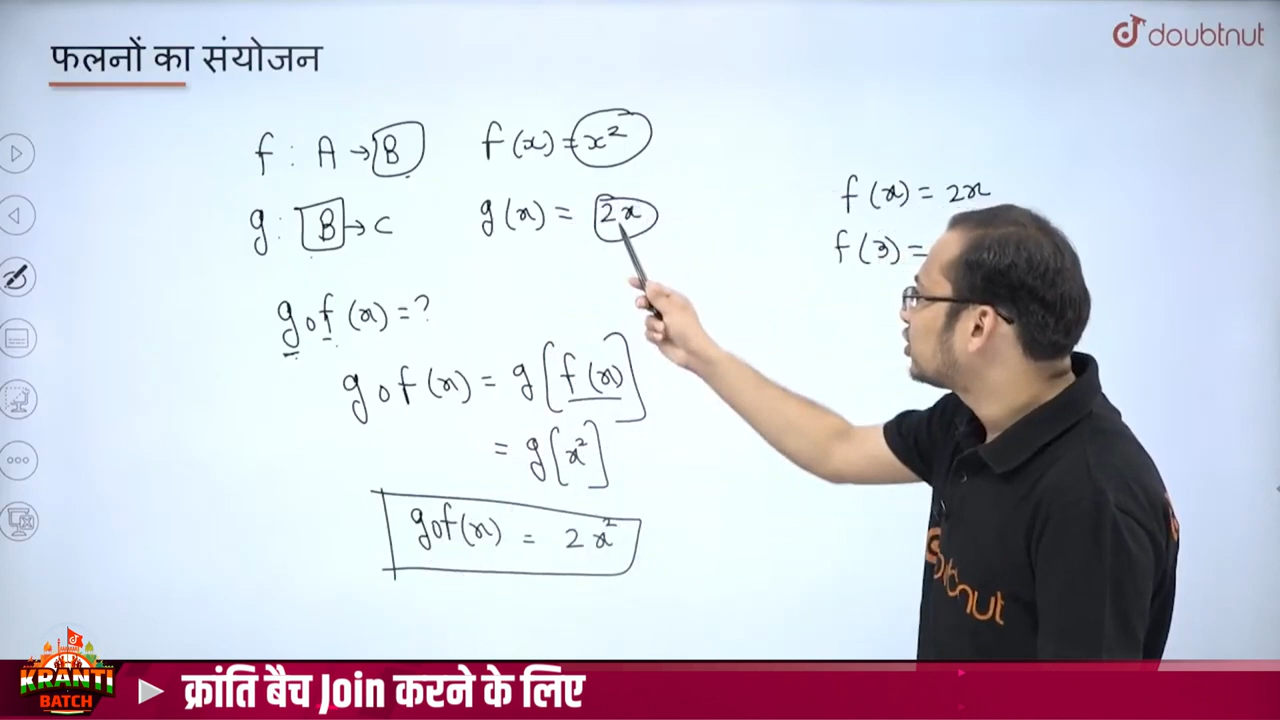 फलनों का संयोजन
doubtnut
f : A → B f(x) = x²
g : B → C g(x) = 2x
f(x) = 2x
f(3) =
gof(x) = ?
gof(x) = g[f(x)]
= g[x²]
gof(x) = 2x²
KRANTI
BATCH
क्रांति बैच Join करने के लिए